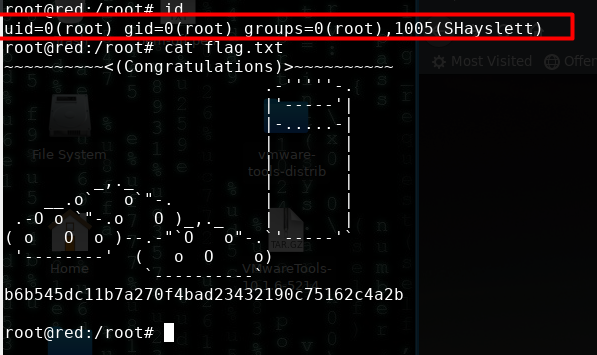 root@red:/root# id
uid=0(root) gid=0(root) groups=0(root),1005(SHayslett)
root@red:/root# cat flag.txt
~~~~~~~~~~<(Congratulations)>~~~~~~~~~~
                          .-'''''-.
                          |'-----'|
                          |-.....-|
                          |       |
                          |       |
         _,._             |       |
    __.o`   o`"-.         |       |
 .-O o `"-.o   O )_,._    |       |
( o   O  o )--.-"`O   o"-.`'-----'`
 '--------'  (   o  O    o)
              `----------`
b6b545dc11b7a270f4bad23432190c75162c4a2b
root@red:/root#
Most Visited
Offer
File System
vmware-
tools-distrib
Home
VMwareTools-